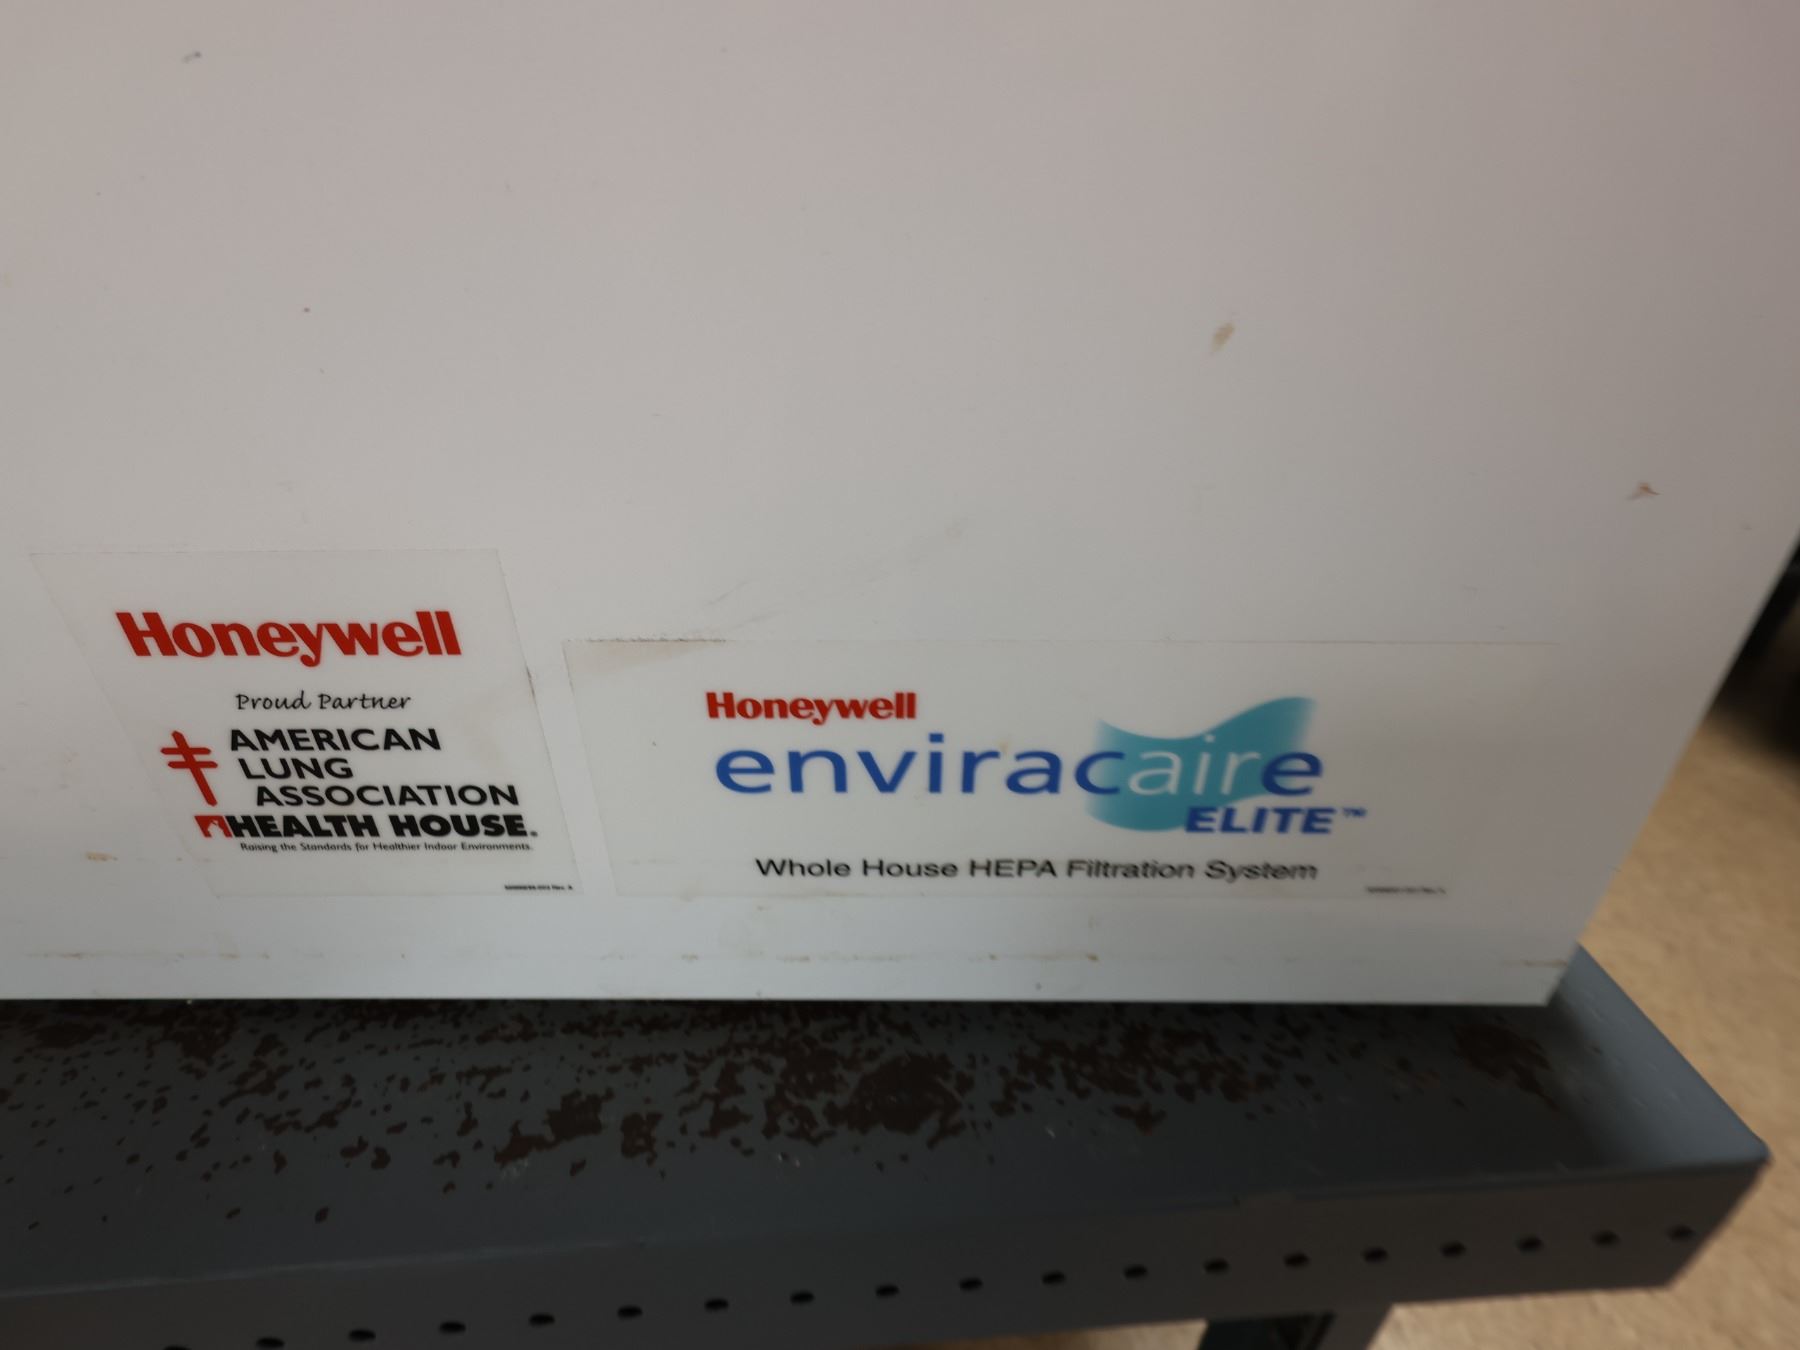 Honeywell
Proud Partner
AMERICAN
LUNG
ASSOCIATION
HEALTH HOUSE.
Raising the Standards for Healthier Indoor Environments.
Honeywell
enviracaire
ELITE™
Whole House HEPA Filtration System